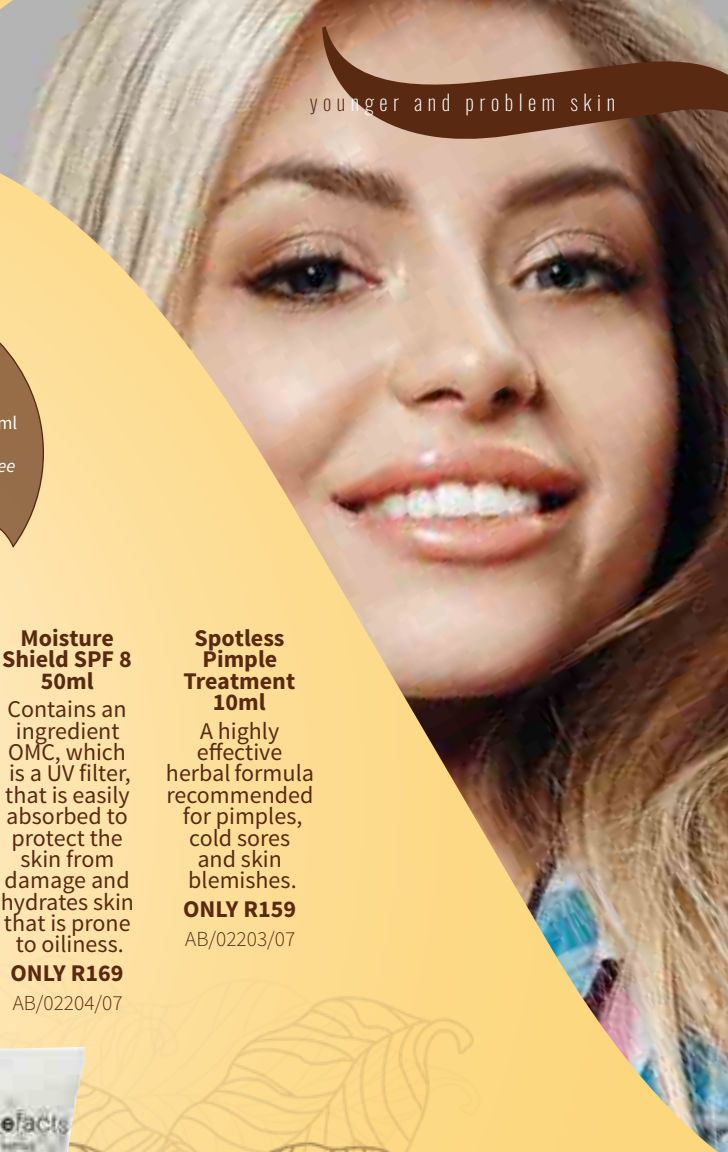 younger and problem skin
ml
ee
Moisture
Shield SPF 8
50ml
Contains an
ingredient
OMC, which
is a UV filter,
that is easily
absorbed to
protect the
skin from
damage and
hydrates skin
that is prone
to oiliness.
ONLY R169
AB/02204/07
Spotless
Pimple
Treatment
10ml
A highly
effective
herbal formula
recommended
for pimples,
cold sores
and skin
blemishes.
ONLY R159
AB/02203/07
efacts